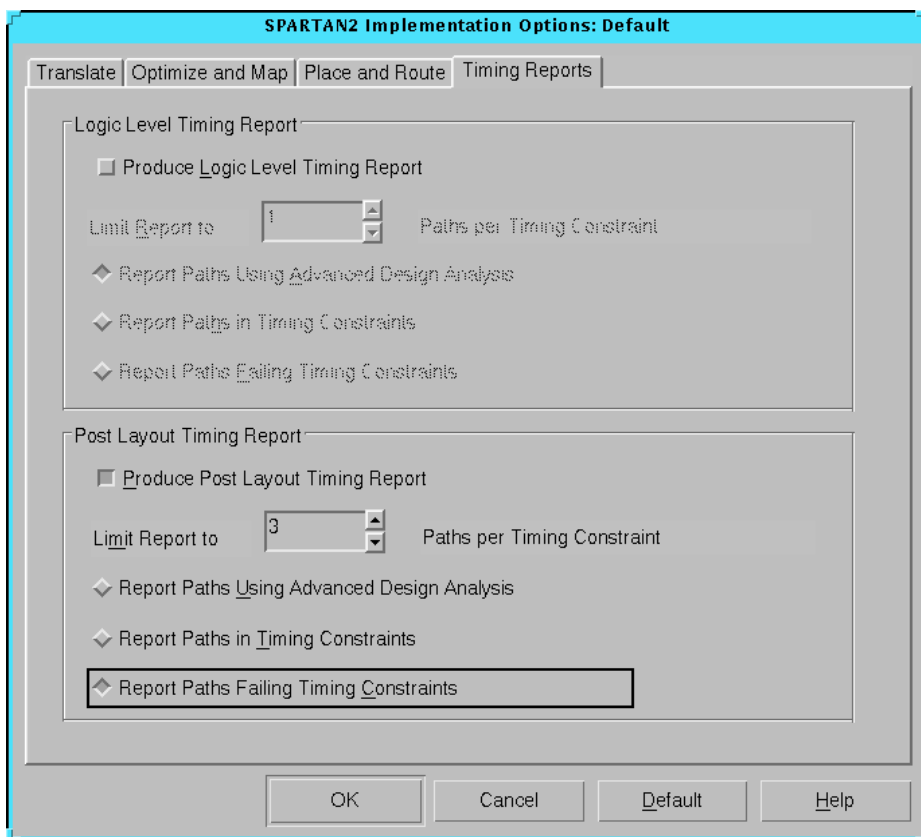 SPARTAN2 Implementation Options: Default
Translate Optimize and Map Place and Route Timing Reports
Logic Level Timing Report
Produce Logic Level Timing Report
Limit Report to 1 Paths per Timing Constraint
Report Paths Using Advanced Design Analysis
Report Paths in Timing Constraints
Report Paths Failing Timing Constraints
Post Layout Timing Report
Produce Post Layout Timing Report
Limit Report to 3 Paths per Timing Constraint
Report Paths Using Advanced Design Analysis
Report Paths in Timing Constraints
Report Paths Failing Timing Constraints
OK Cancel Default Help